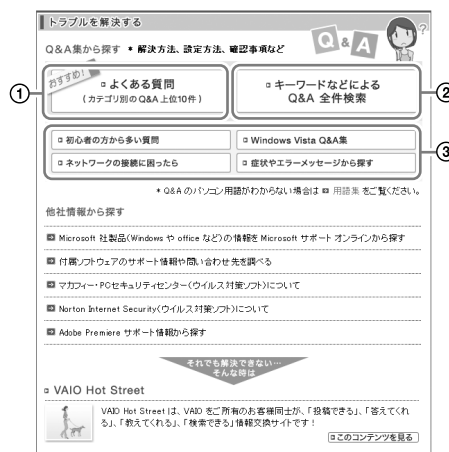 トラブルを解決する
Q&A集から探す * 解決方法、設定方法、確認事項など
Q & A ?
おすすめ!
よくある質問
(カテゴリ別のQ&A上位10件)
キーワードなどによる
Q&A 全件検索
① ②
初心者の方から多い質問
Windows Vista Q&A集
ネットワークの接続に困ったら
症状やエラーメッセージから探す
③
* Q&A のパソコン用語がわからない場合は 用語集 をご覧ください。
他社情報から探す
Microsoft 社製品(Windows や office など)の情報を Microsoft サポート オンラインから探す
付属ソフトウェアのサポート情報や問い合わせ先を調べる
マカフィー・PCセキュリティセンター(ウイルス対策ソフト)について
Norton Internet Security(ウイルス対策ソフト)について
Adobe Premiere サポート情報から探す
それでも解決できない…
そんな時は
VAIO Hot Street
VAIO Hot Street は、VAIO をご所有のお客様同士が、「投稿できる」、「答えてくれ
る」、「教えてくれる」、「検索できる」情報交換サイトです!
このコンテンツを見る